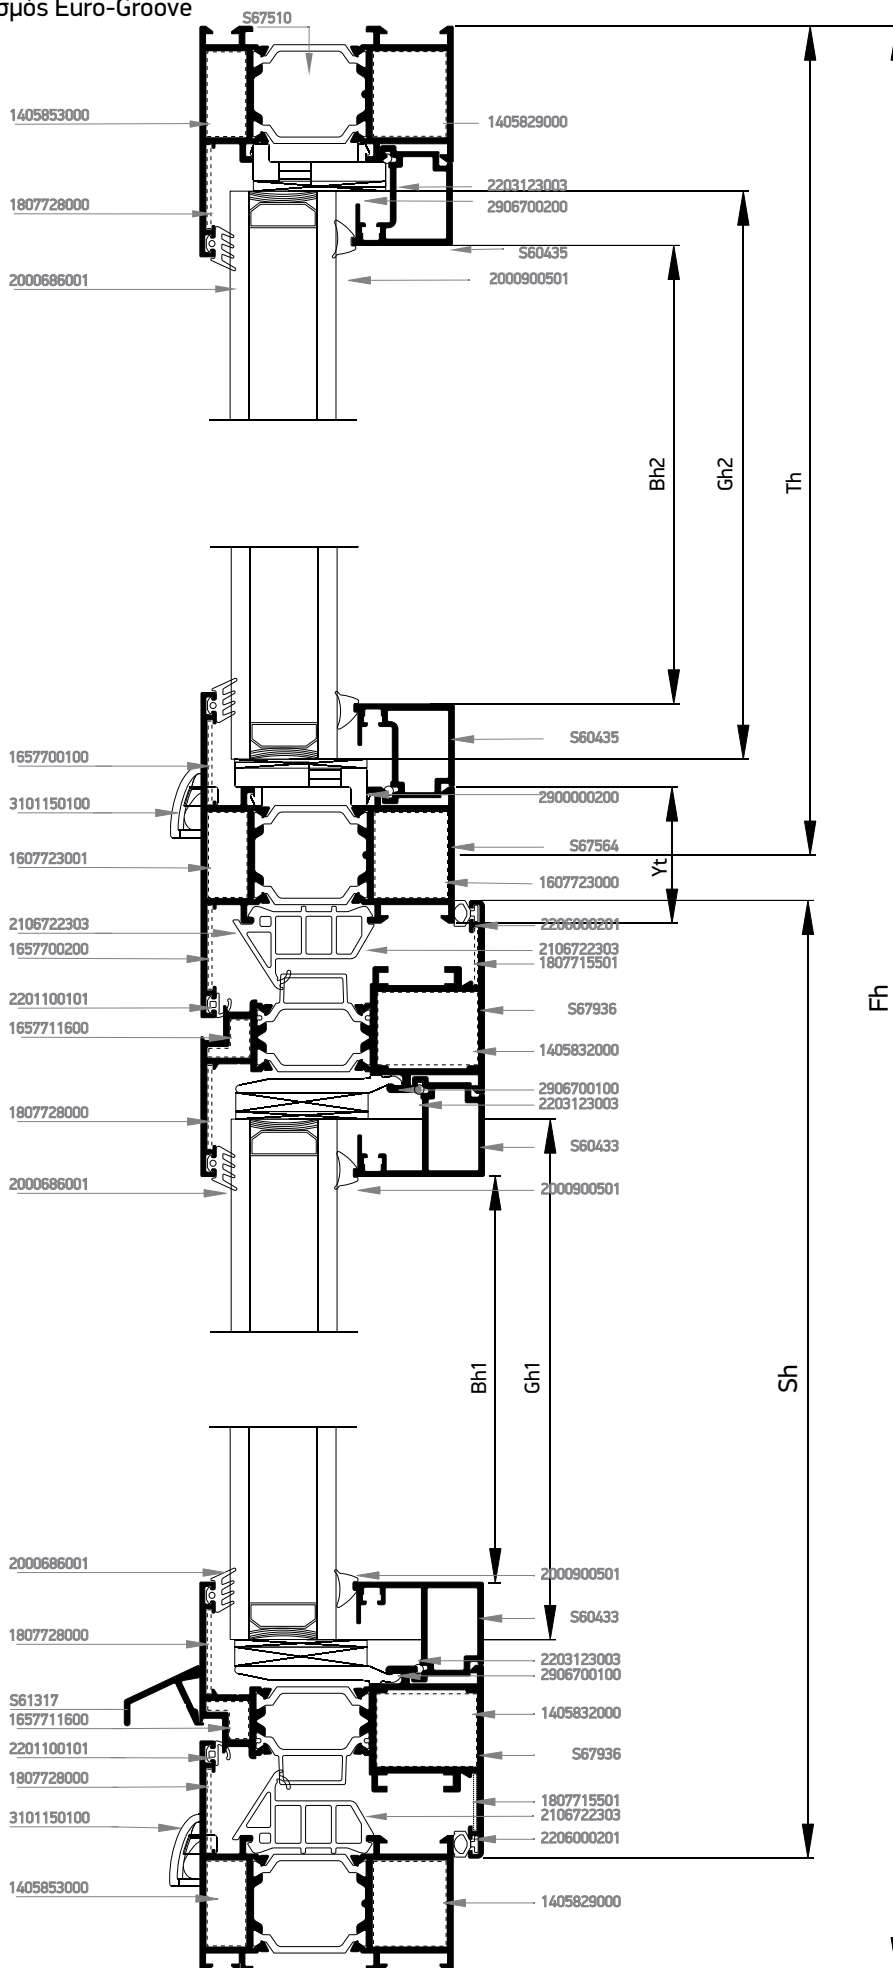 σμός Euro-Groove
S67510
1405853000
1405829000
2203123003
1807728000
2906700200
S60435
2000686001
2000900501
Bh2
Gh2
Th
S60435
1657700100
2900000200
3101150100
S67564
Yt
1607723001
1607723000
2106722303
2206000201
1657700200
2106722303
1807715501
2201100101
Fh
S67936
1657711600
1405832000
2906700100
2203123003
1807728000
S60433
2000686001
2000900501
Bh1
Gh1
Sh
2000686001
2000900501
S60433
1807728000
2203123003
2906700100
S61317
1405832000
1657711600
2201100101
S67936
1807728000
1807715501
2106722303
3101150100
2206000201
1405853000
1405829000